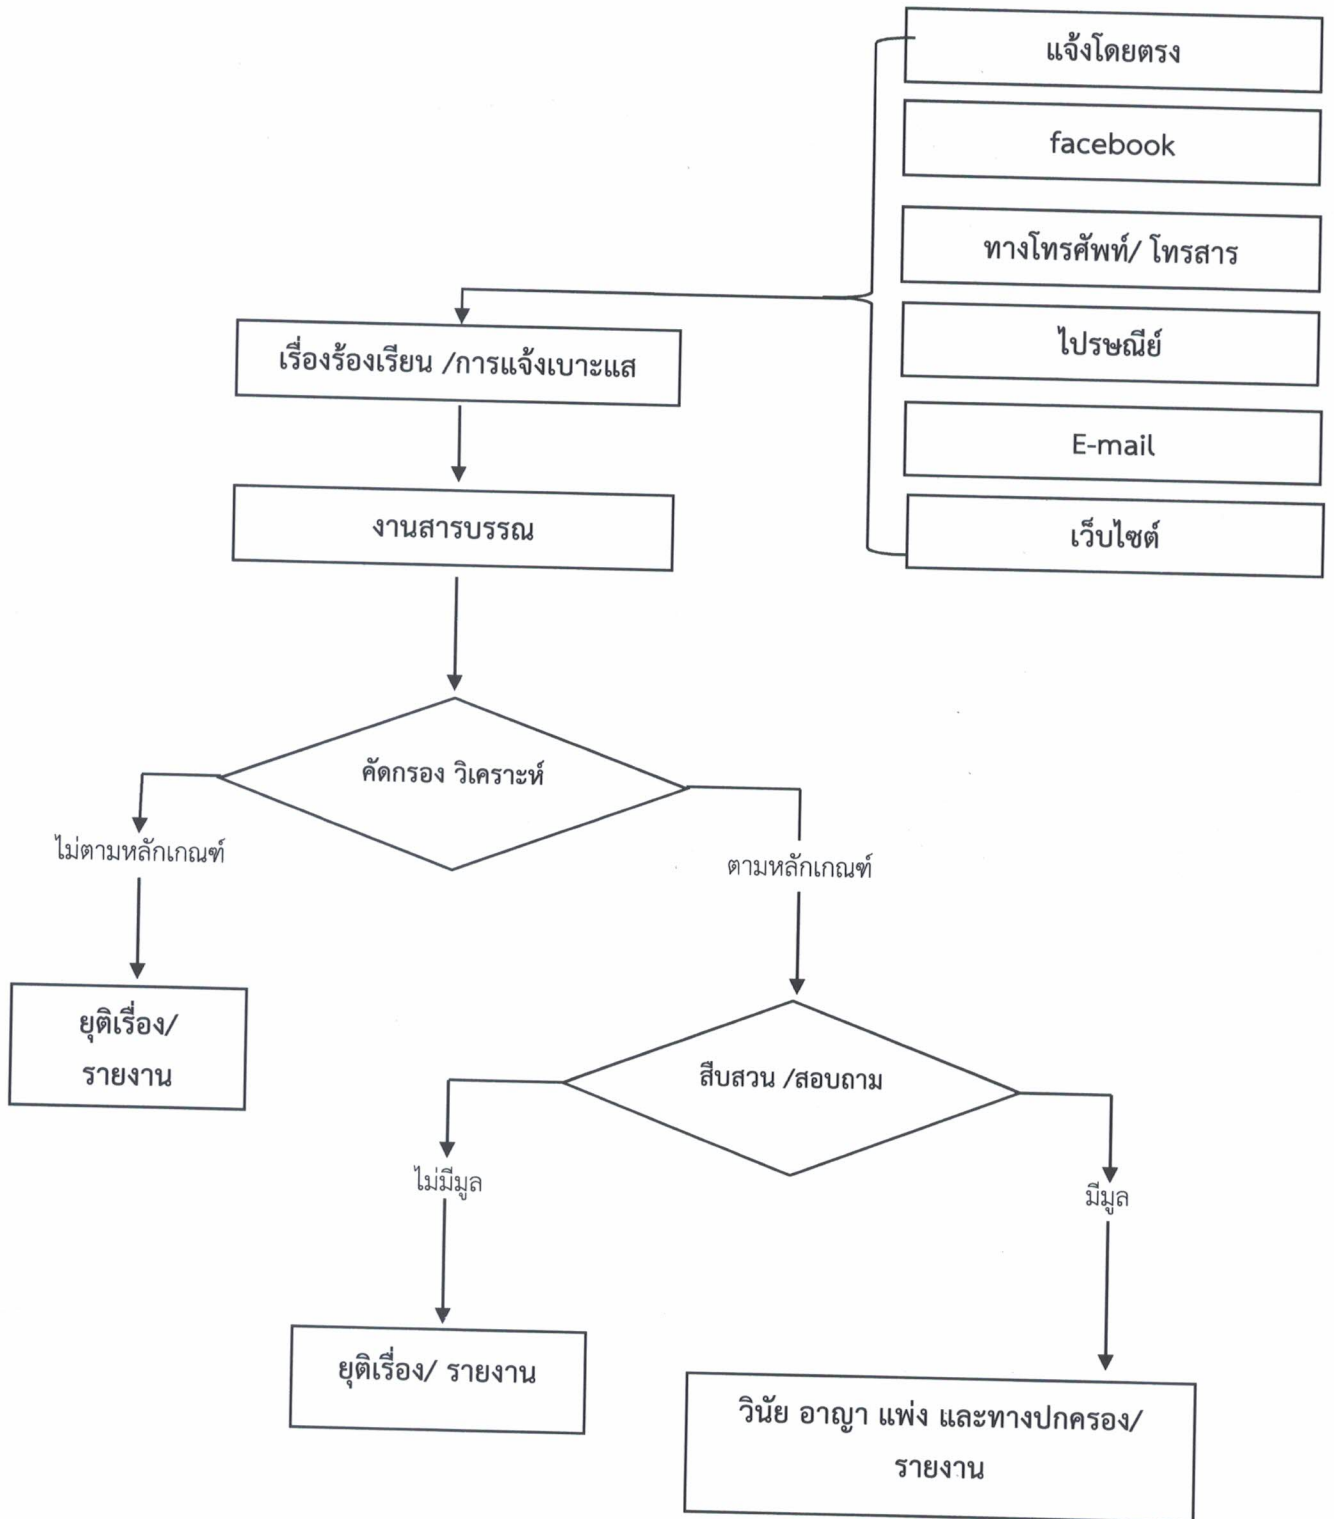 แจ้งโดยตรง
facebook
ทางโทรศัพท์/ โทรสาร
ไปรษณีย์
E-mail
เว็บไซต์
เรื่องร้องเรียน /การแจ้งเบาะแส
งานสารบรรณ
คัดกรอง วิเคราะห์
ไม่ตามหลักเกณฑ์
ตามหลักเกณฑ์
ยุติเรื่อง/
รายงาน
สืบสวน /สอบถาม
ไม่มีมูล
มีมูล
ยุติเรื่อง/ รายงาน
วินัย อาญา แพ่ง และทางปกครอง/
รายงาน